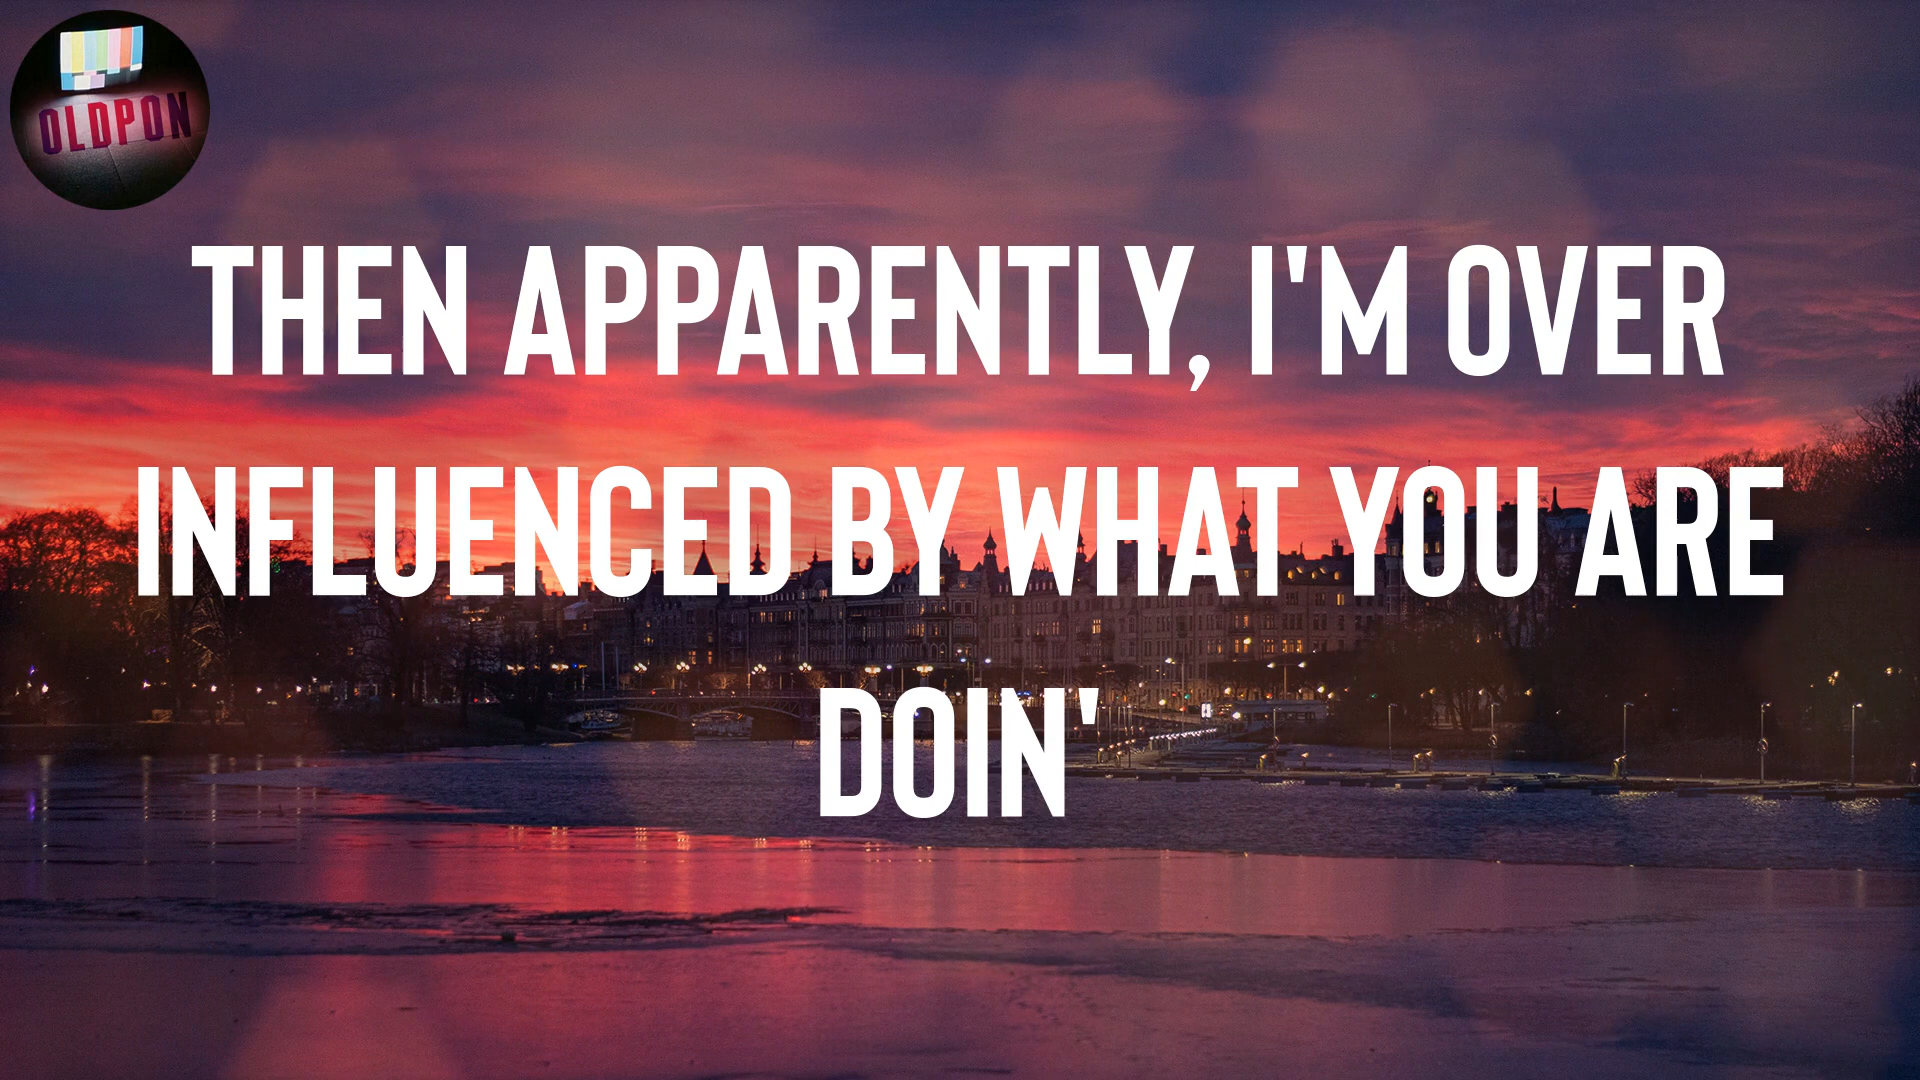 OLDPON
THEN APPARENTLY, I'M OVER
INFLUENCED BY WHAT YOU ARE
DOIN'